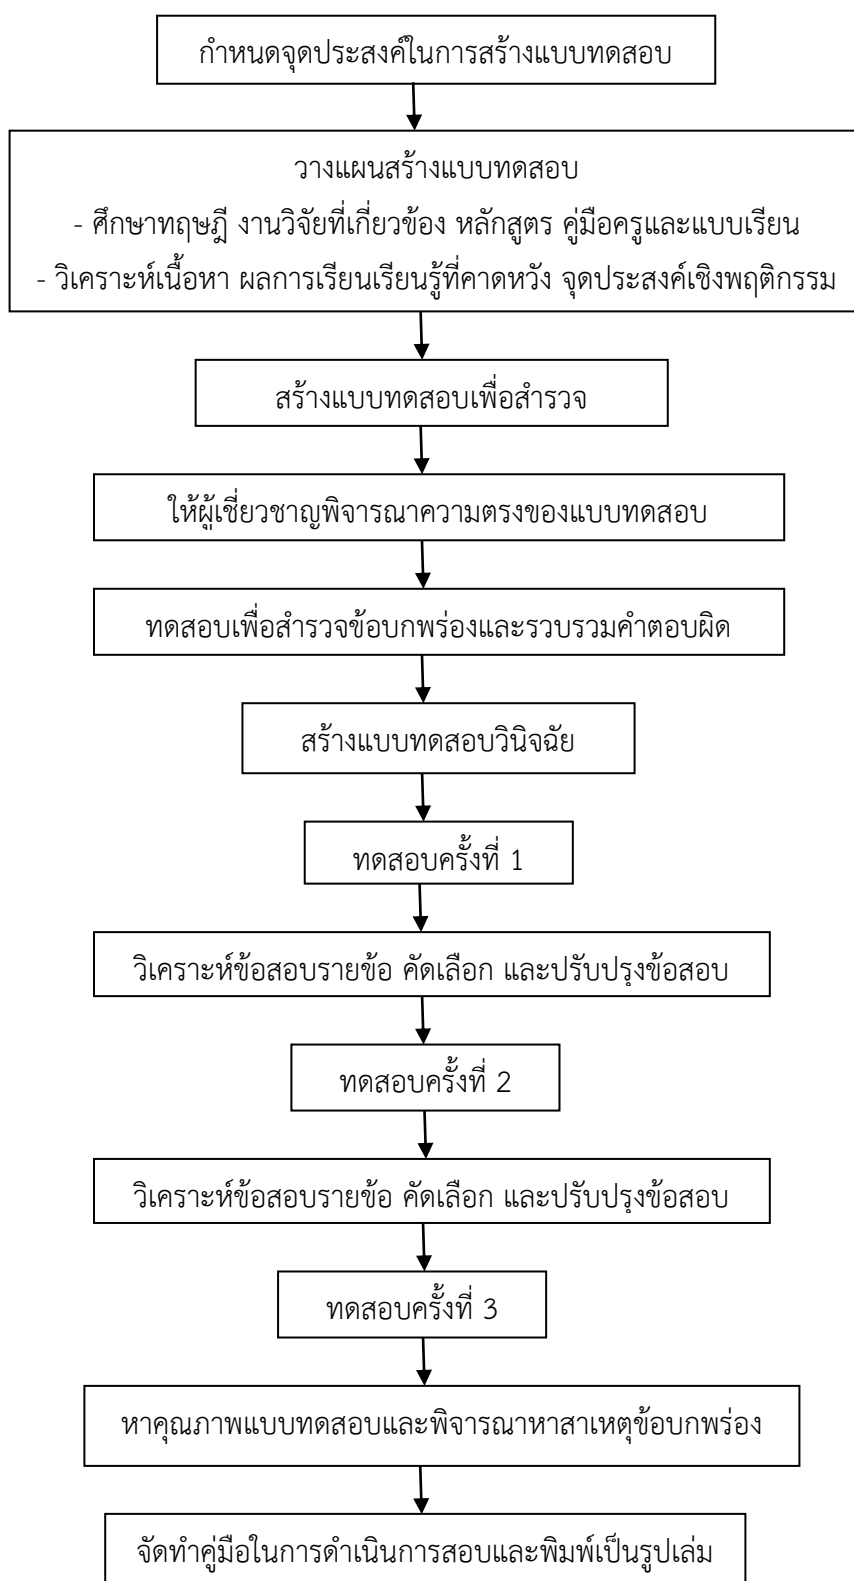 กำหนดจุดประสงค์ในการสร้างแบบทดสอบ
วางแผนสร้างแบบทดสอบ
- ศึกษาทฤษฎี งานวิจัยที่เกี่ยวข้อง หลักสูตร คู่มือครูและแบบเรียน
- วิเคราะห์เนื้อหา ผลการเรียนเรียนรู้ที่คาดหวัง จุดประสงค์เชิงพฤติกรรม
สร้างแบบทดสอบเพื่อสำรวจ
ให้ผู้เชี่ยวชาญพิจารณาความตรงของแบบทดสอบ
ทดสอบเพื่อสำรวจข้อบกพร่องและรวบรวมคำตอบผิด
สร้างแบบทดสอบวินิจฉัย
ทดสอบครั้งที่ 1
วิเคราะห์ข้อสอบรายข้อ คัดเลือก และปรับปรุงข้อสอบ
ทดสอบครั้งที่ 2
วิเคราะห์ข้อสอบรายข้อ คัดเลือก และปรับปรุงข้อสอบ
ทดสอบครั้งที่ 3
หาคุณภาพแบบทดสอบและพิจารณาหาสาเหตุข้อบกพร่อง
จัดทำคู่มือในการดำเนินการสอบและพิมพ์เป็นรูปเล่ม